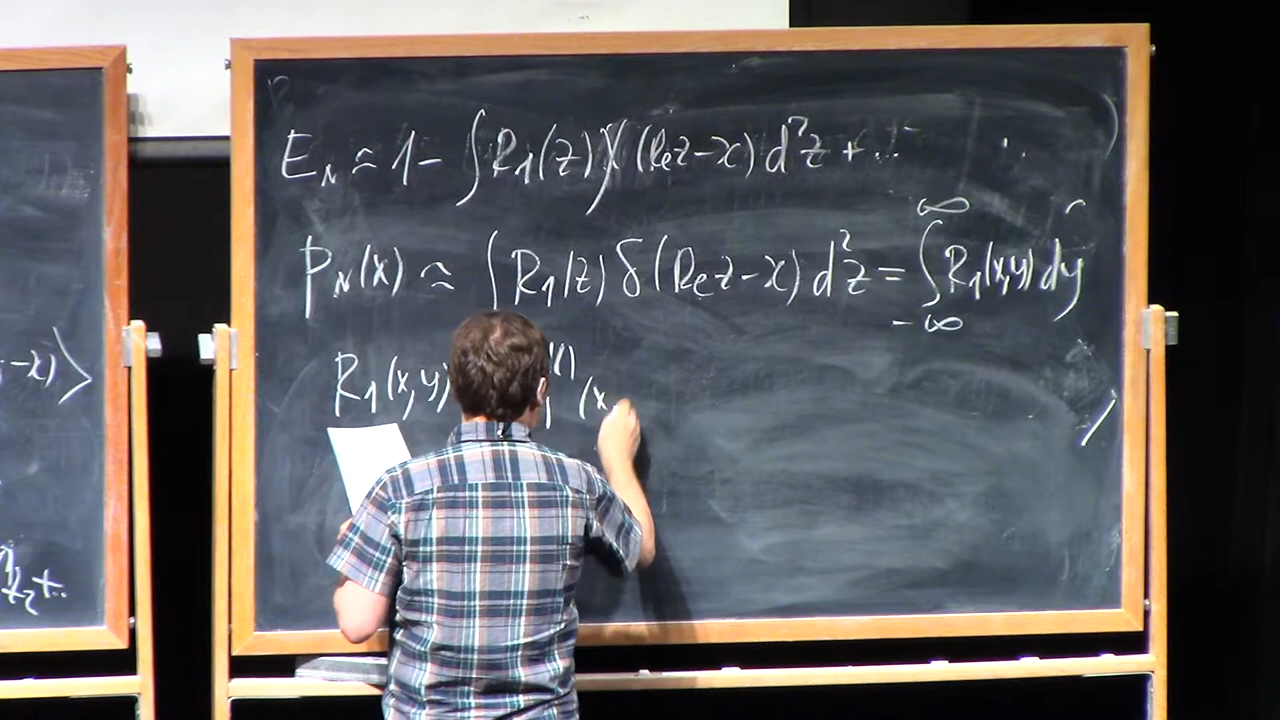 E_N ≈ 1 - ∫ R_1(z) χ(Re z - x) d²z + ...
P_N(x) ≈ ∫ R_1(z) δ(Re z - x) d²z = ∫_{-∞}^{∞} R_1(x,y) dy
R_1(x,y) (x
-x)⟩
+..